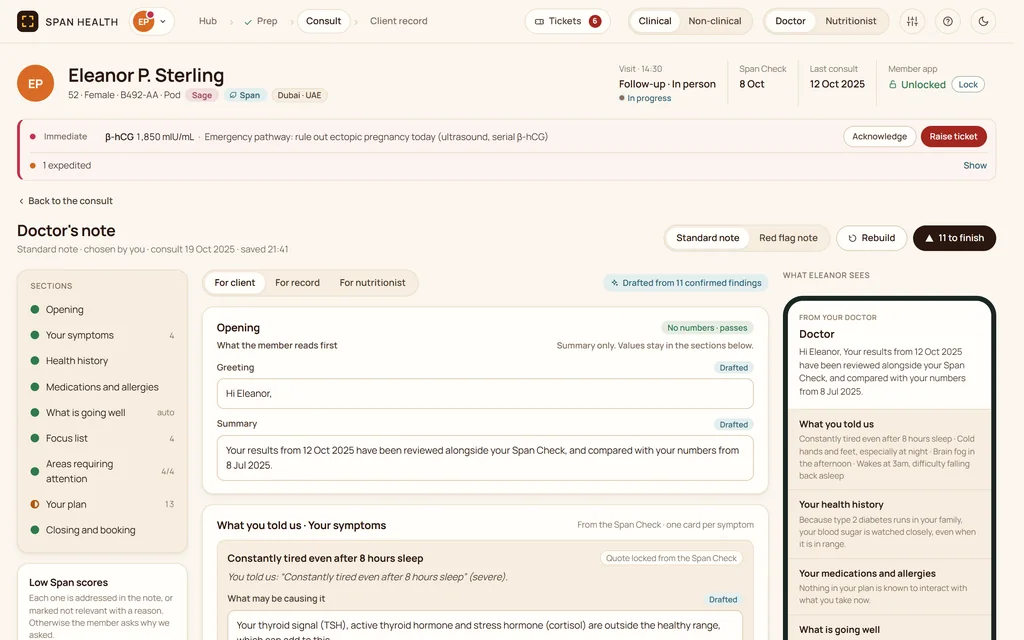 SPAN HEALTH
EP
Hub
Prep
Consult
Client record
Tickets 6
Clinical
Non-clinical
Doctor
Nutritionist
EP
Eleanor P. Sterling
52 · Female · B492-AA · Pod Sage Span Dubai · UAE
Visit · 14:30
Follow-up · In person
In progress
Span Check
8 Oct
Last consult
12 Oct 2025
Member app
Unlocked
Lock
Immediate β-hCG 1,850 mIU/mL · Emergency pathway: rule out ectopic pregnancy today (ultrasound, serial β-hCG)
Acknowledge
Raise ticket
1 expedited
Show
Back to the consult
Doctor's note
Standard note · chosen by you · consult 19 Oct 2025 · saved 21:41
Standard note
Red flag note
Rebuild
11 to finish
SECTIONS
Opening
Your symptoms 4
Health history
Medications and allergies
What is going well auto
Focus list 4
Areas requiring
attention 4/4
Your plan 13
Closing and booking
Low Span scores
Each one is addressed in the note, or
marked not relevant with a reason.
Otherwise the member asks why we
asked.
For client
For record
For nutritionist
Drafted from 11 confirmed findings
Opening
No numbers · passes
What the member reads first
Summary only. Values stay in the sections below.
Greeting
Drafted
Hi Eleanor,
Summary
Drafted
Your results from 12 Oct 2025 have been reviewed alongside your Span Check, and compared with your numbers from
8 Jul 2025.
What you told us · Your symptoms
From the Span Check · one card per symptom
Constantly tired even after 8 hours sleep
Quote locked from the Span Check
You told us: "Constantly tired even after 8 hours sleep" (severe).
What may be causing it
Drafted
Your thyroid signal (TSH), active thyroid hormone and stress hormone (cortisol) are outside the healthy range,
which can add to this.
WHAT ELEANOR SEES
FROM YOUR DOCTOR
Doctor
Hi Eleanor, Your results from 12 Oct 2025
have been reviewed alongside your Span
Check, and compared with your numbers
from 8 Jul 2025.
What you told us
Constantly tired even after 8 hours sleep · Cold
hands and feet, especially at night · Brain fog in
the afternoon · Wakes at 3am, difficulty falling
back asleep
Your health history
Because type 2 diabetes runs in your family,
your blood sugar is watched closely, even when
it is in range.
Your medications and allergies
Nothing in your plan is known to interact with
what you take now.
What is going well